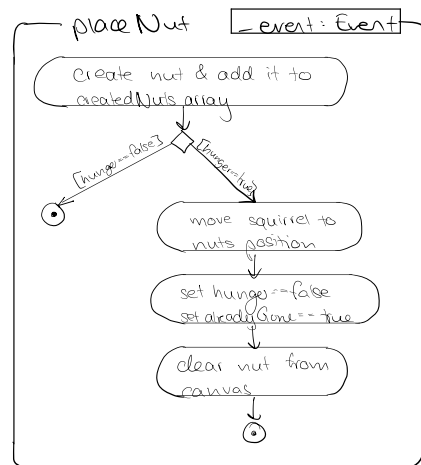 placeNut
_event: Event
create nut & add it to
createdNuts array
[hunger==false]
[hunger==true]
move squirrel to
nuts position
set hunger==false
set alreadyGone== true
clear nut from
canvas